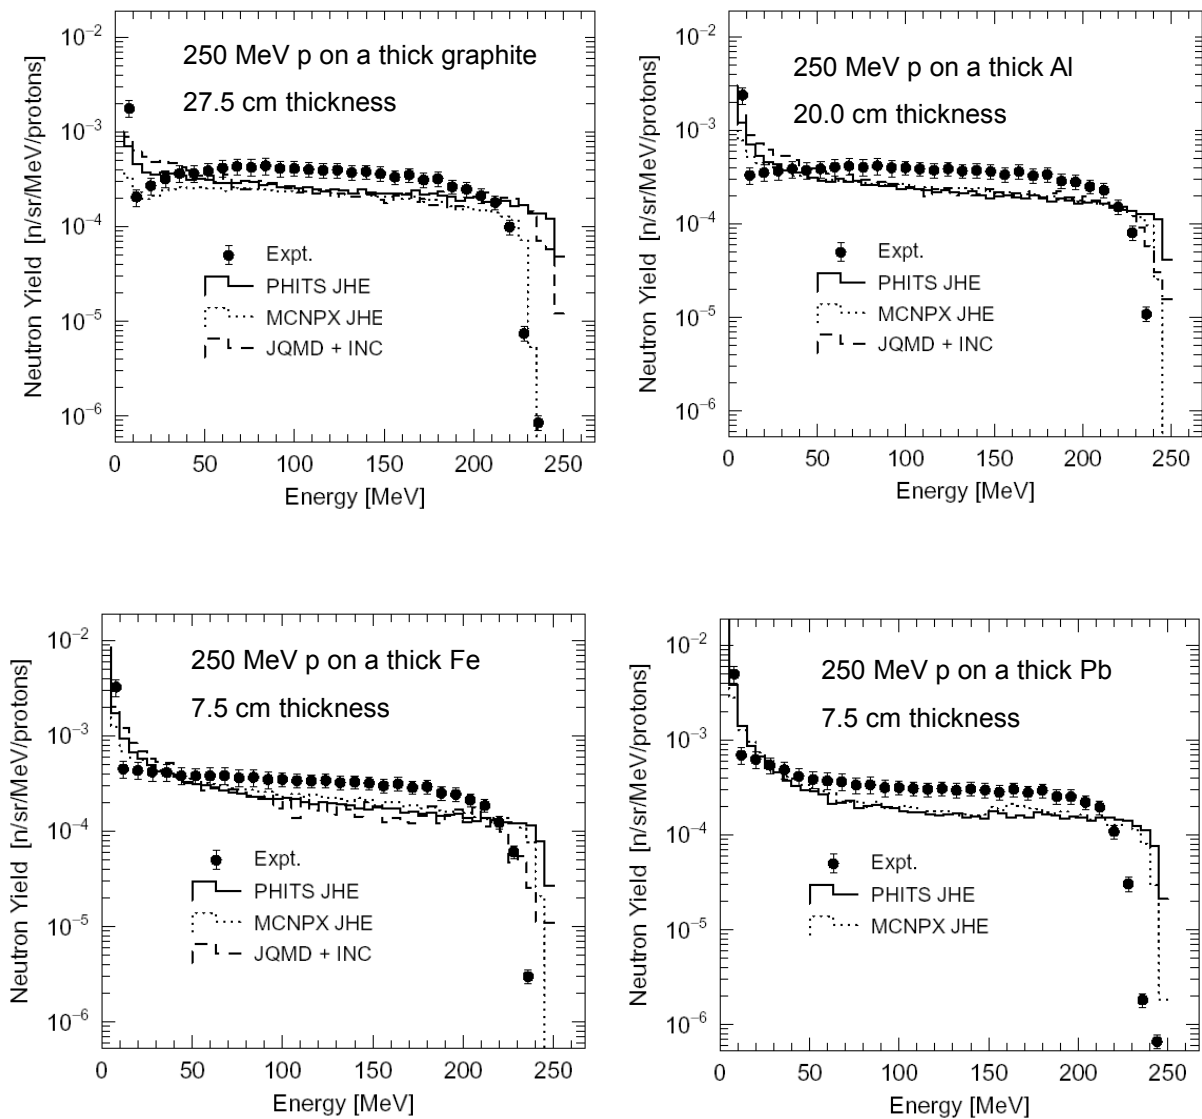 250 MeV p on a thick graphite
27.5 cm thickness
Neutron Yield [n/sr/MeV/protons]
10⁻²
10⁻³
10⁻⁴
10⁻⁵
10⁻⁶
Expt.
PHITS JHE
MCNPX JHE
JQMD + INC
0 50 100 150 200 250
Energy [MeV]
250 MeV p on a thick Al
20.0 cm thickness
Neutron Yield [n/sr/MeV/protons]
10⁻²
10⁻³
10⁻⁴
10⁻⁵
10⁻⁶
Expt.
PHITS JHE
MCNPX JHE
JQMD + INC
0 50 100 150 200 250
Energy [MeV]
250 MeV p on a thick Fe
7.5 cm thickness
Neutron Yield [n/sr/MeV/protons]
10⁻²
10⁻³
10⁻⁴
10⁻⁵
10⁻⁶
Expt.
PHITS JHE
MCNPX JHE
JQMD + INC
0 50 100 150 200 250
Energy [MeV]
250 MeV p on a thick Pb
7.5 cm thickness
Neutron Yield [n/sr/MeV/protons]
10⁻²
10⁻³
10⁻⁴
10⁻⁵
10⁻⁶
Expt.
PHITS JHE
MCNPX JHE
0 50 100 150 200 250
Energy [MeV]